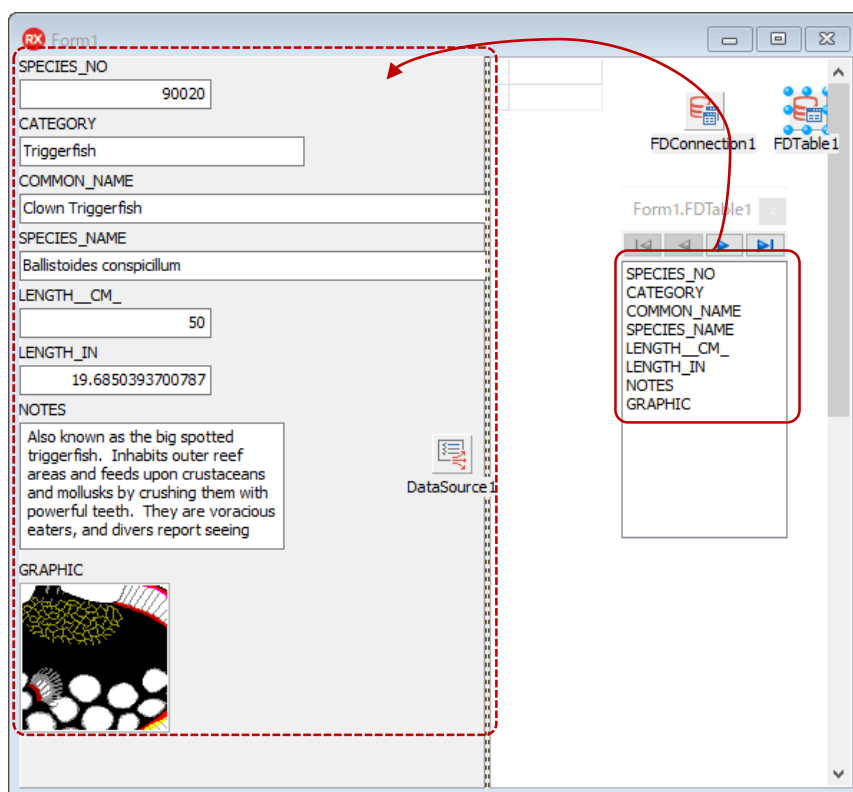 RX Form1
SPECIES_NO
90020
CATEGORY
Triggerfish
COMMON_NAME
Clown Triggerfish
SPECIES_NAME
Ballistoides conspicillum
LENGTH__CM_
50
LENGTH_IN
19.6850393700787
NOTES
Also known as the big spotted
triggerfish. Inhabits outer reef
areas and feeds upon crustaceans
and mollusks by crushing them with
powerful teeth. They are voracious
eaters, and divers report seeing
GRAPHIC
DataSource1
FDConnection1
FDTable1
Form1.FDTable1
SPECIES_NO
CATEGORY
COMMON_NAME
SPECIES_NAME
LENGTH__CM_
LENGTH_IN
NOTES
GRAPHIC